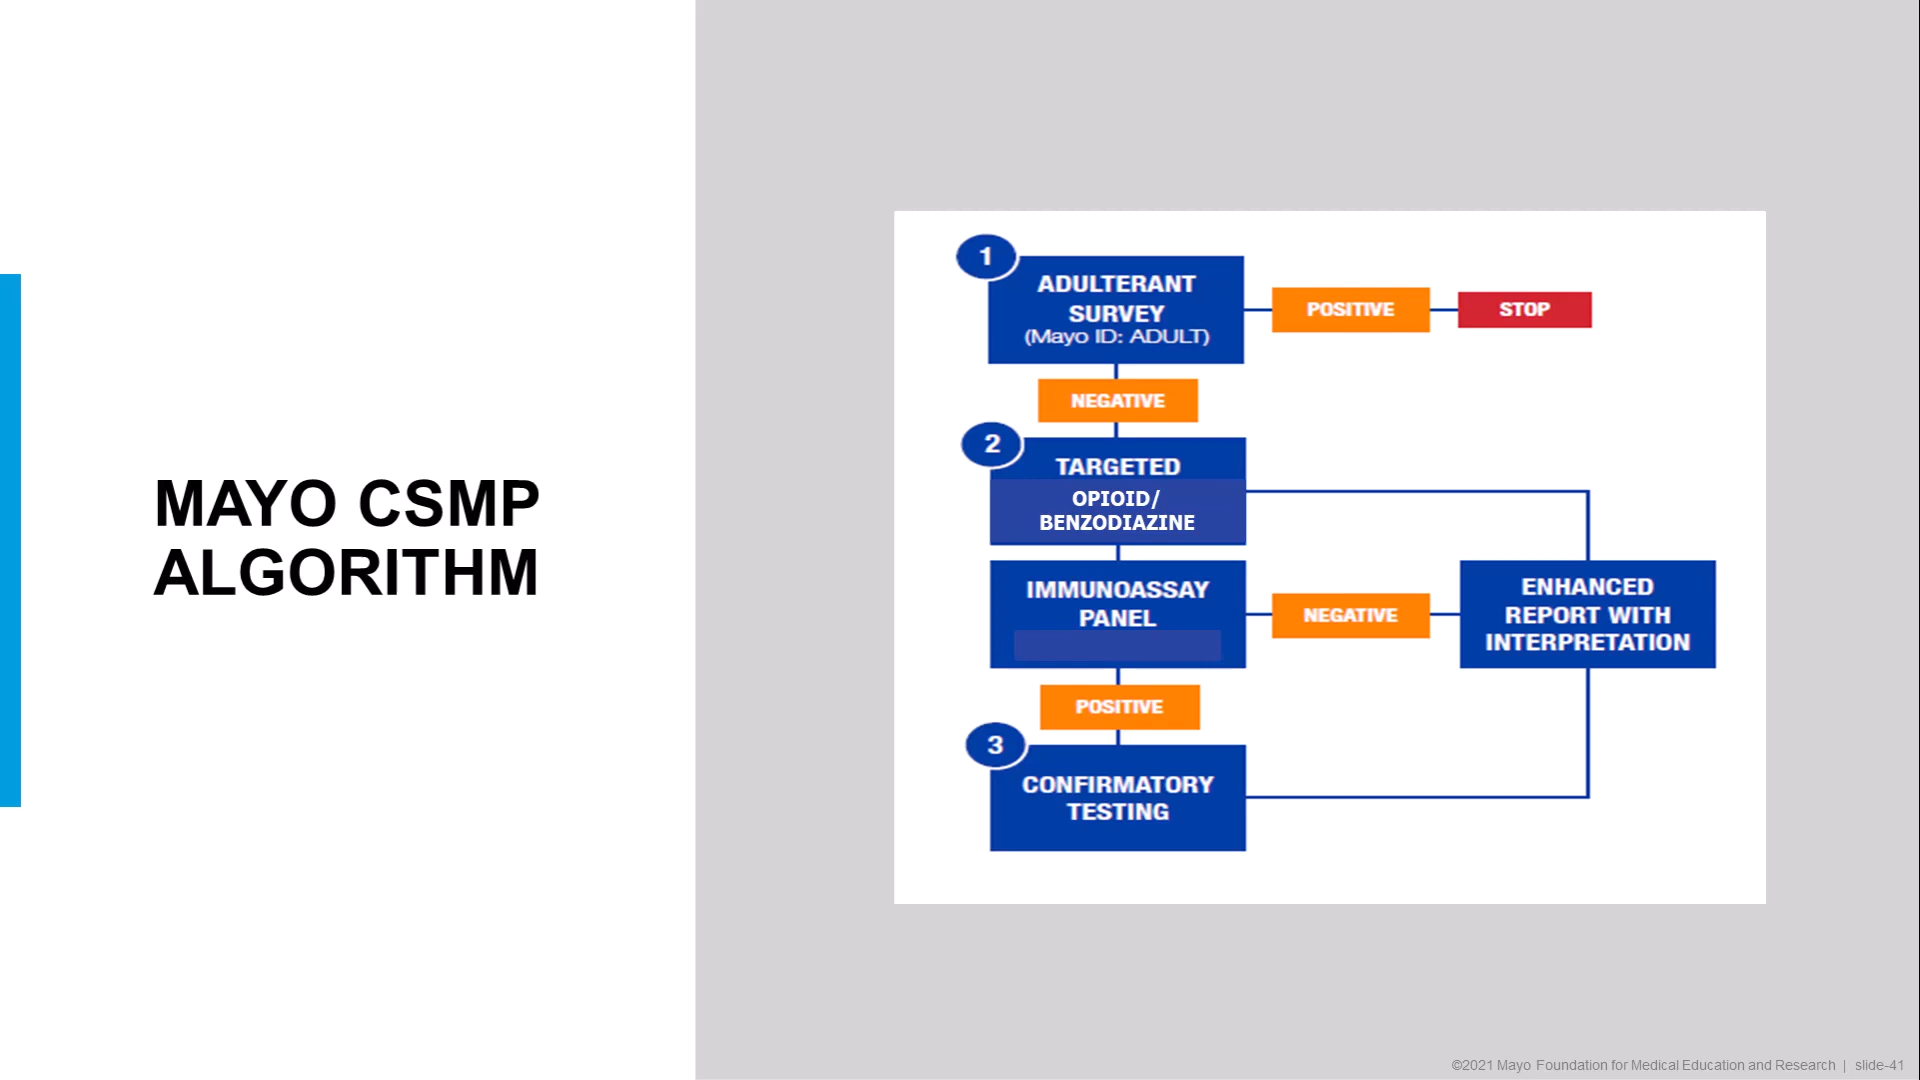 MAYO CSMP
ALGORITHM
1
ADULTERANT
SURVEY
(Mayo ID: ADULT)
POSITIVE
STOP
NEGATIVE
2
TARGETED
OPIOID/
BENZODIAZINE
IMMUNOASSAY
PANEL
NEGATIVE
ENHANCED
REPORT WITH
INTERPRETATION
POSITIVE
3
CONFIRMATORY
TESTING
©2021 Mayo Foundation for Medical Education and Research | slide-41